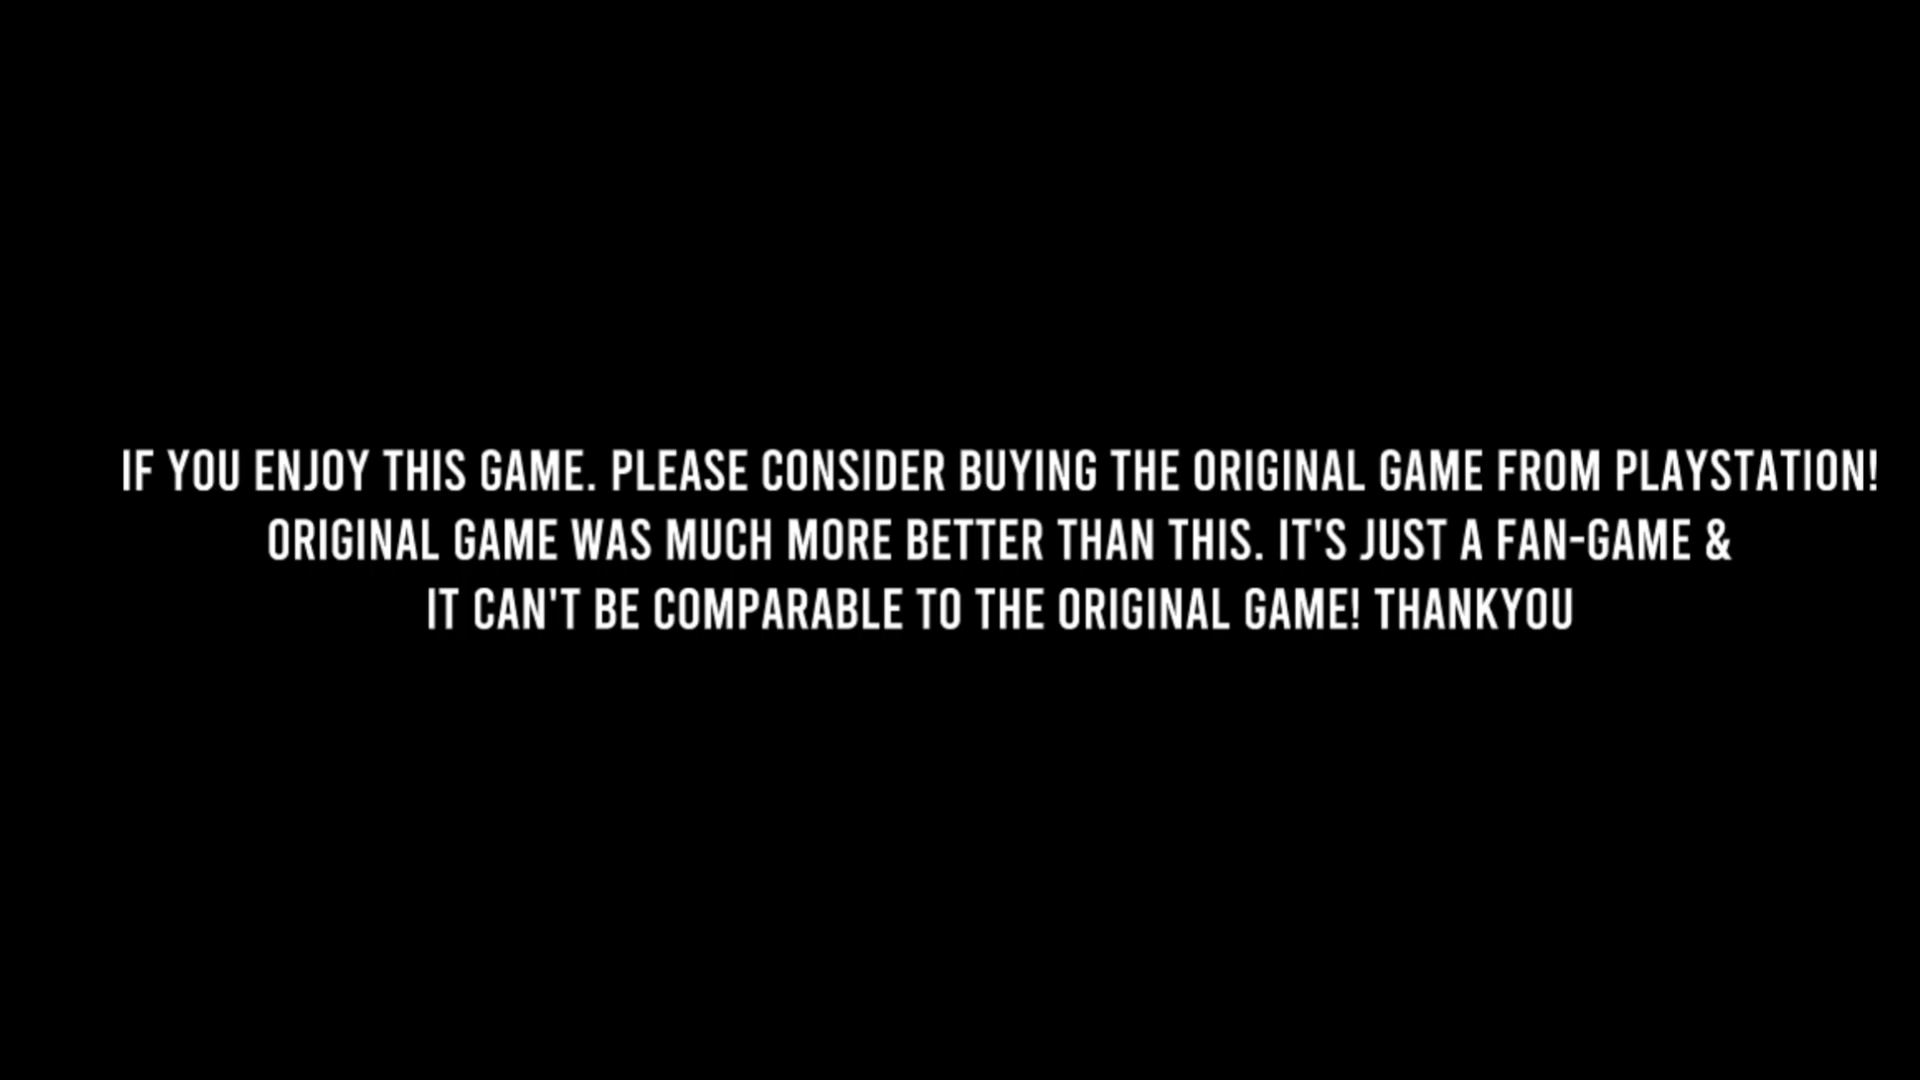 IF YOU ENJOY THIS GAME. PLEASE CONSIDER BUYING THE ORIGINAL GAME FROM PLAYSTATION!
ORIGINAL GAME WAS MUCH MORE BETTER THAN THIS. IT'S JUST A FAN-GAME &
IT CAN'T BE COMPARABLE TO THE ORIGINAL GAME! THANKYOU